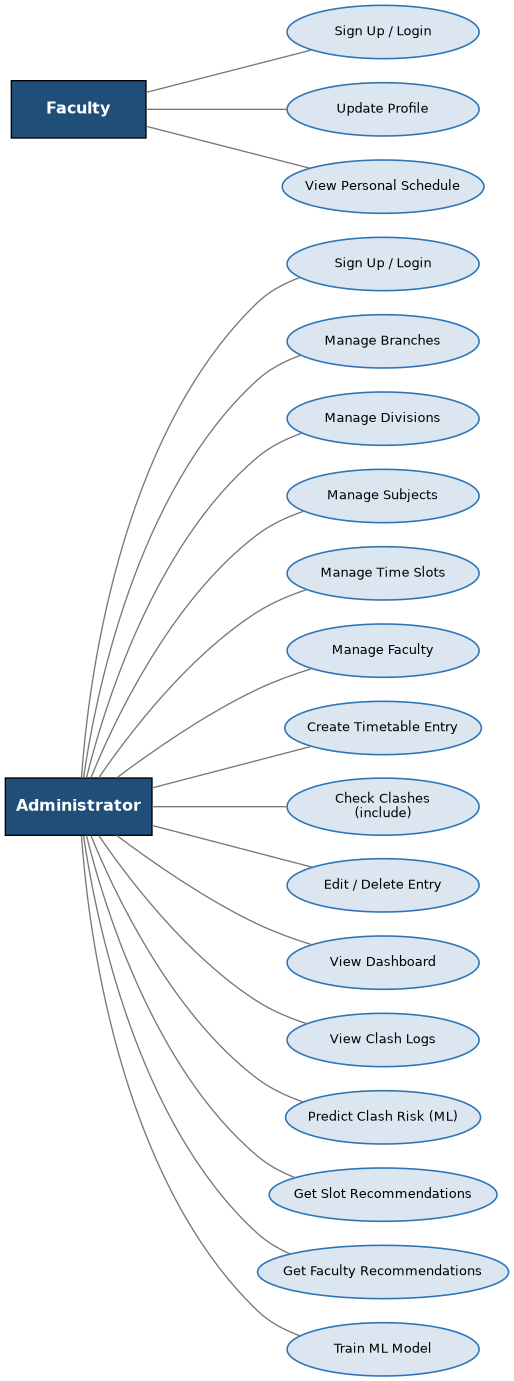 Sign Up / Login
Faculty
Update Profile
View Personal Schedule
Sign Up / Login
Manage Branches
Manage Divisions
Manage Subjects
Manage Time Slots
Manage Faculty
Create Timetable Entry
Administrator
Check Clashes
(include)
Edit / Delete Entry
View Dashboard
View Clash Logs
Predict Clash Risk (ML)
Get Slot Recommendations
Get Faculty Recommendations
Train ML Model